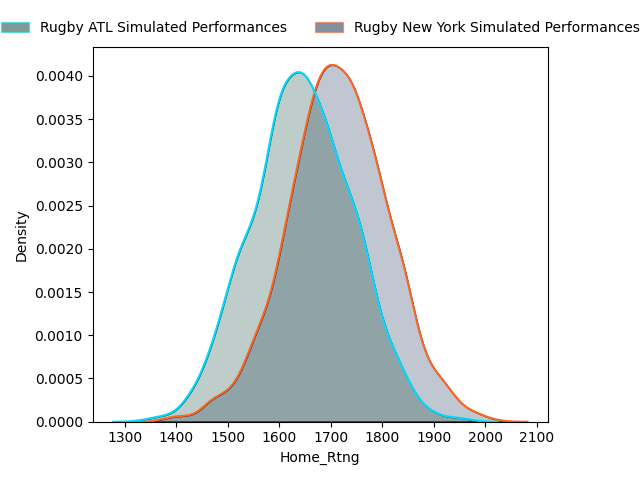 Rugby ATL Simulated Performances Rugby New York Simulated Performances
0.0040
0.0035
0.0030
0.0025
0.0020
0.0015
0.0010
0.0005
0.0000
Density
1300 1400 1500 1600 1700 1800 1900 2000 2100
Home_Rtng